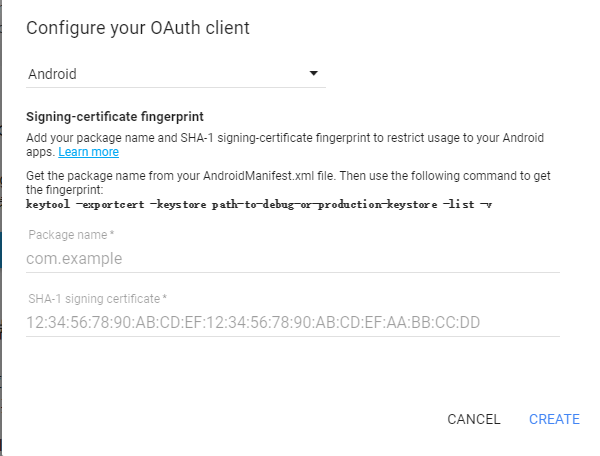 Configure your OAuth client
Android
Signing-certificate fingerprint
Add your package name and SHA-1 signing-certificate fingerprint to restrict usage to your Android
apps. Learn more
Get the package name from your AndroidManifest.xml file. Then use the following command to get
the fingerprint:
keytool -exportcert -keystore path-to-debug-or-production-keystore -list -v
Package name *
com.example
SHA-1 signing certificate *
12:34:56:78:90:AB:CD:EF:12:34:56:78:90:AB:CD:EF:AA:BB:CC:DD
CANCEL CREATE